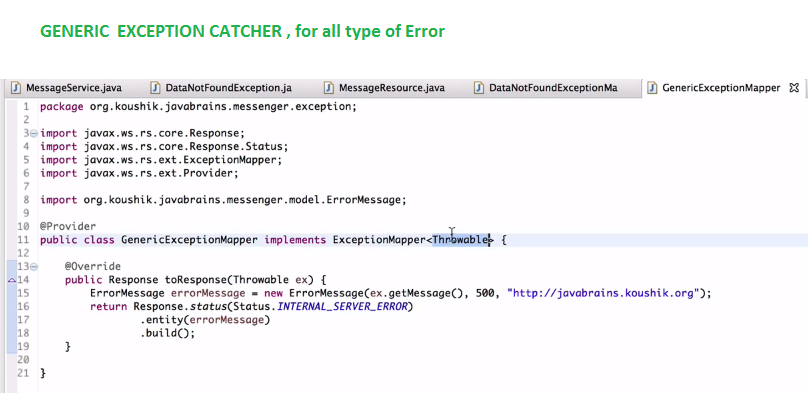 GENERIC  EXCEPTION CATCHER , for all type of Error
MessageService.java DataNotFoundException.ja MessageResource.java DataNotFoundExceptionMa GenericExceptionMapper
1 package org.koushik.javabrains.messenger.exception;
2
3 import javax.ws.rs.core.Response;
4 import javax.ws.rs.core.Response.Status;
5 import javax.ws.rs.ext.ExceptionMapper;
6 import javax.ws.rs.ext.Provider;
7
8 import org.koushik.javabrains.messenger.model.ErrorMessage;
9
10 @Provider
11 public class GenericExceptionMapper implements ExceptionMapper<Throwable> {
12
13     @Override
14     public Response toResponse(Throwable ex) {
15         ErrorMessage errorMessage = new ErrorMessage(ex.getMessage(), 500, "http://javabrains.koushik.org");
16         return Response.status(Status.INTERNAL_SERVER_ERROR)
17                 .entity(errorMessage)
18                 .build();
19     }
20
21 }